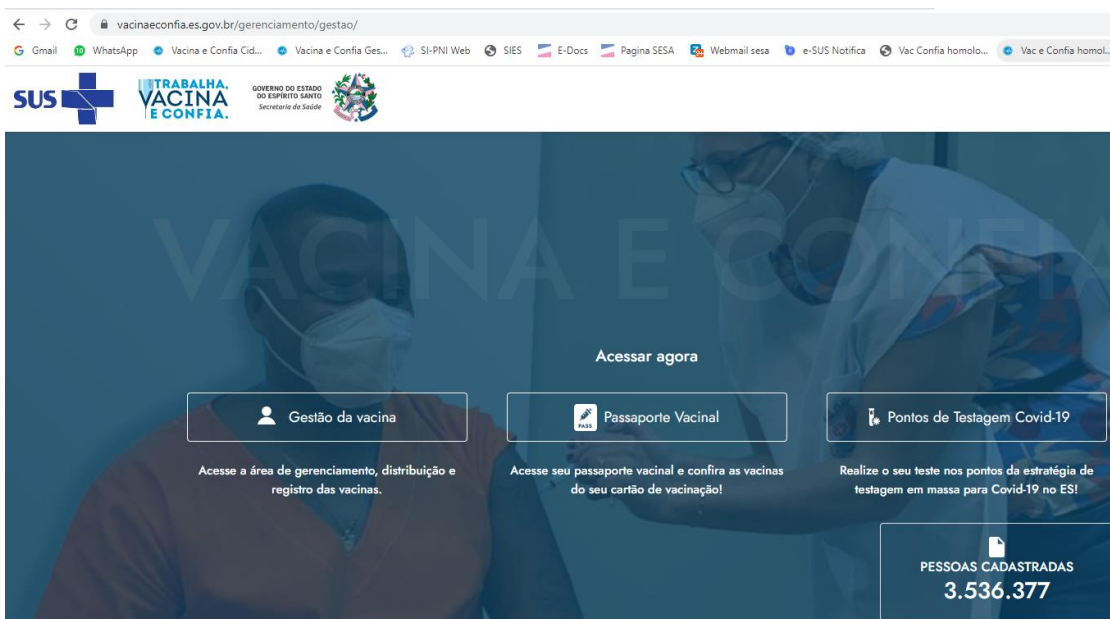 vacinaeconfia.es.gov.br/gerenciamento/gestao/
Gmail WhatsApp Vacina e Confia Cid... Vacina e Confia Ges... SI-PNI Web SIES E-Docs Pagina SESA Webmail sesa e-SUS Notifica Vac Confia homolo... Vac e Confia homol...
SUS
TRABALHA,
VACINA
E CONFIA.
GOVERNO DO ESTADO
DO ESPÍRITO SANTO
Secretaria da Saúde
VACINA E CONFIA
Acessar agora
Gestão da vacina
Acesse a área de gerenciamento, distribuição e
registro das vacinas.
PASS
Passaporte Vacinal
Acesse seu passaporte vacinal e confira as vacinas
do seu cartão de vacinação!
Pontos de Testagem Covid-19
Realize o seu teste nos pontos da estratégia de
testagem em massa para Covid-19 no ES!
PESSOAS CADASTRADAS
3.536.377